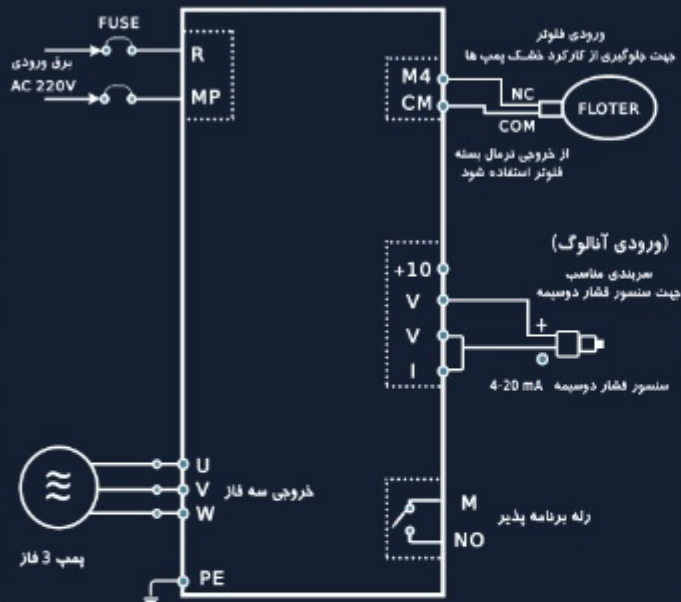 FUSE
برق ورودی
AC 220V
R
MP
ورودی فلوتر
جهت جلوگیری از کارکرد خشک پمپ ها
M4
CM
NC
COM
FLOTER
از خروجی نرمال بسته
فلوتر استفاده شود
(ورودی آنالوگ)
سربندی مناسب
جهت سنسور فشار دوسیمه
+10
V
V
I
+
سنسور فشار دوسیمه 4-20 mA
U
V
W
خروجی سه فاز
پمپ 3 فاز
PE
M
NO
رله برنامه پذیر